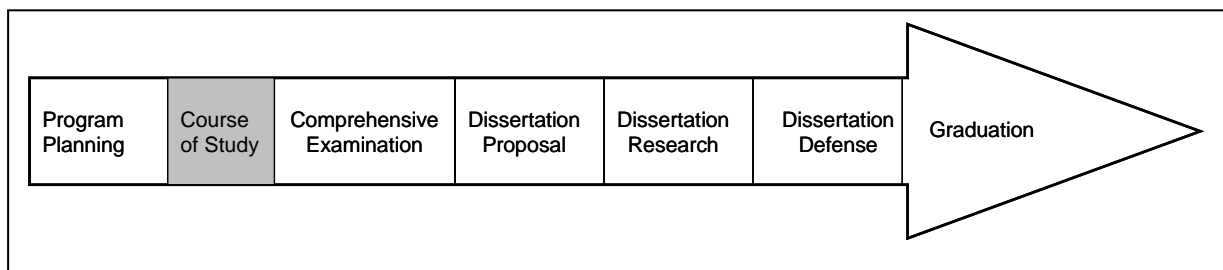 Program
Planning
Course
of Study
Comprehensive
Examination
Dissertation
Proposal
Dissertation
Research
Dissertation
Defense
Graduation